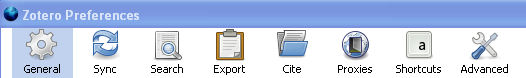 Zotero Preferences
a
General Sync Search Export Cite Proxies Shortcuts Advanced